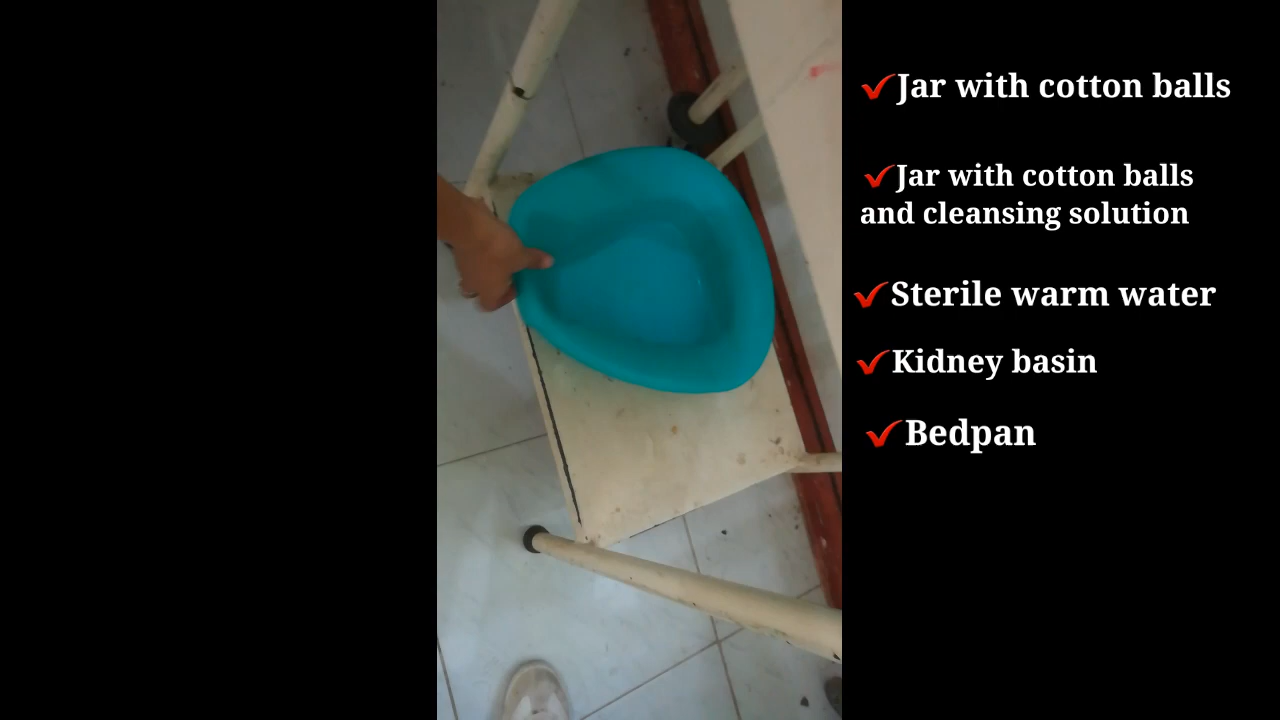 Jar with cotton balls
Jar with cotton balls
and cleansing solution
Sterile warm water
Kidney basin
Bedpan